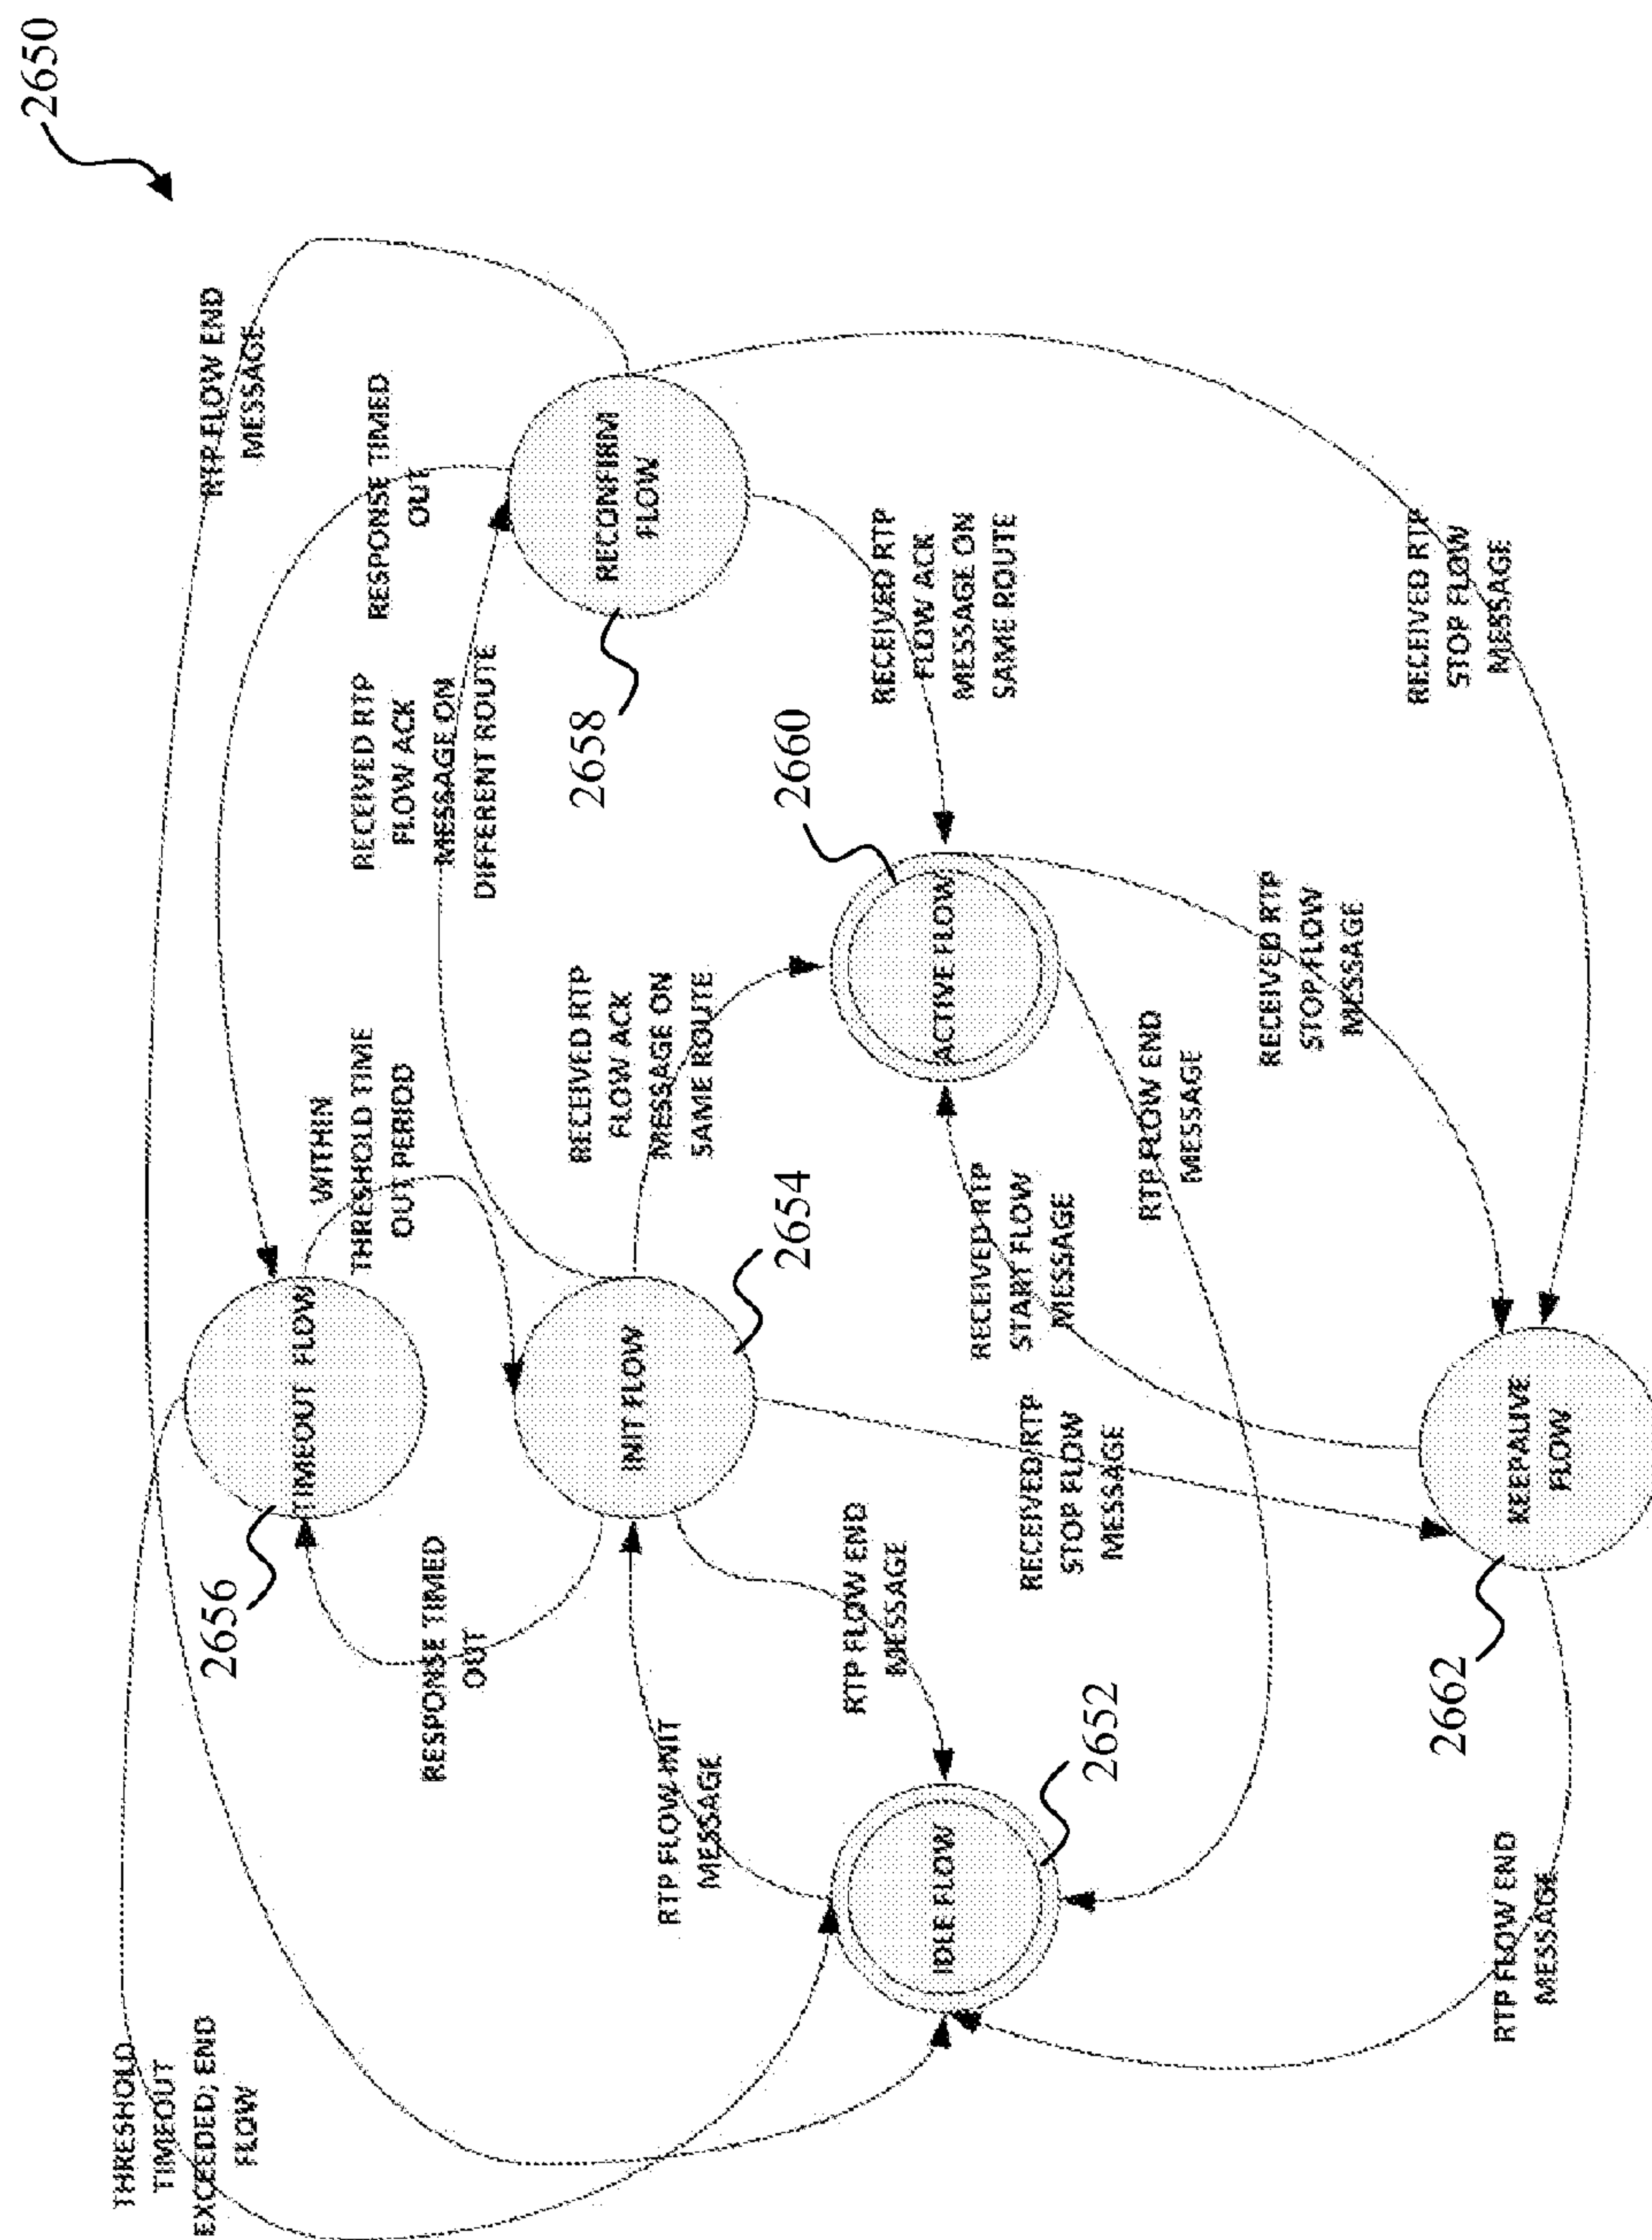 2650
RTP FLOW END
MESSAGE
THRESHOLD
TIMEOUT
EXCEEDED; END
FLOW
2656
TIMEOUT FLOW
WITHIN
THRESHOLD TIME
OUT PERIOD
RESPONSE TIMED
OUT
RESPONSE TIMED
OUT
RECEIVED RTP
FLOW ACK
MESSAGE ON
DIFFERENT ROUTE
RTP FLOW INIT
MESSAGE
INIT FLOW
2654
RECEIVED RTP
FLOW ACK
MESSAGE ON
SAME ROUTE
2658
RECONFIRM
FLOW
RTP FLOW END
MESSAGE
2660
RECEIVED RTP
FLOW ACK
MESSAGE ON
SAME ROUTE
IDLE FLOW
2652
ACTIVE FLOW
RECEIVED RTP
STOP FLOW
MESSAGE
RECEIVED RTP
START FLOW
MESSAGE
RTP FLOW END
MESSAGE
RECEIVED RTP
STOP FLOW
MESSAGE
RECEIVED RTP
STOP FLOW
MESSAGE
2662
RTP FLOW END
MESSAGE
KEEPALIVE
FLOW